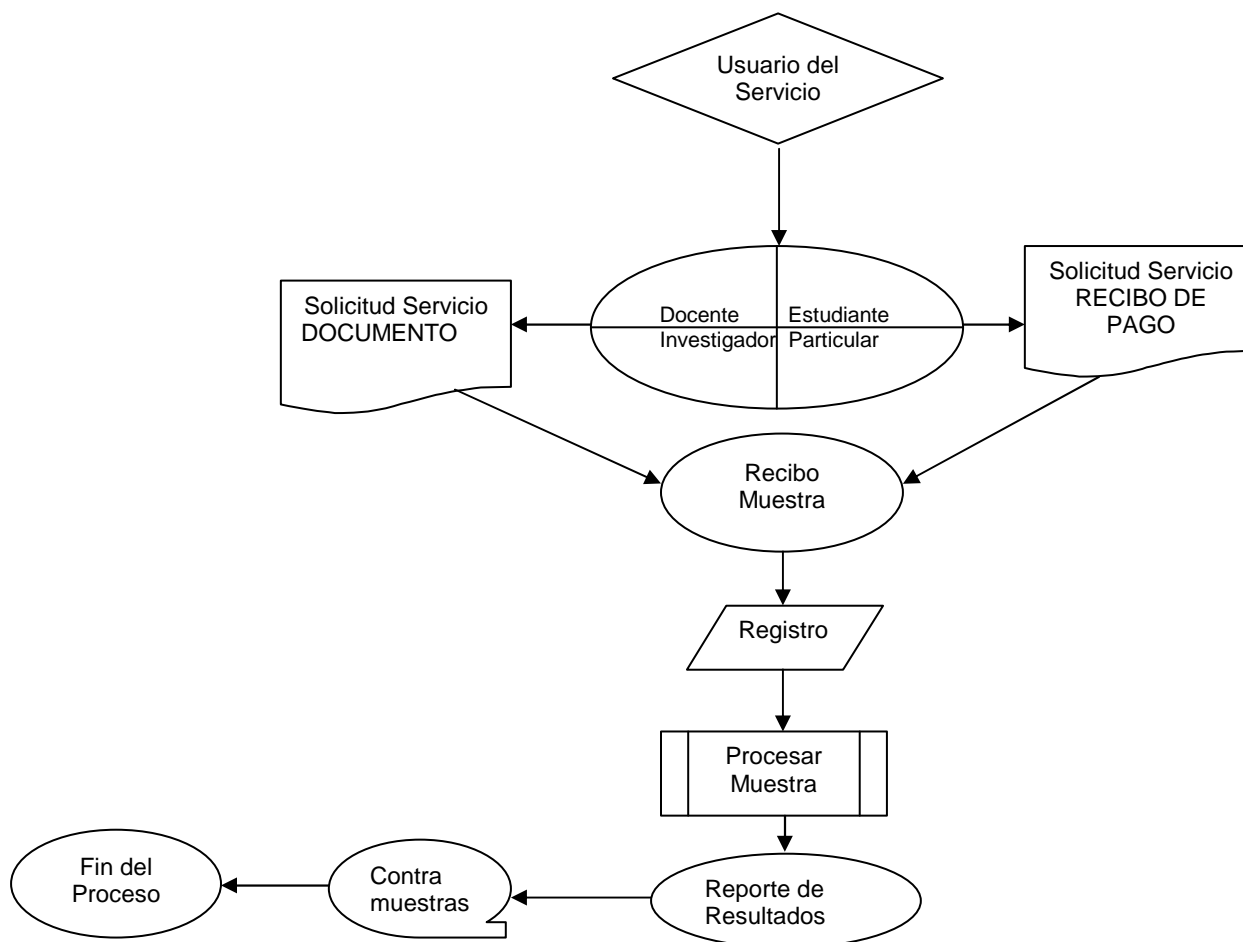 Usuario del
Servicio
Solicitud Servicio
DOCUMENTO
Docente
Investigador
Estudiante
Particular
Solicitud Servicio
RECIBO DE
PAGO
Recibo
Muestra
Registro
Procesar
Muestra
Reporte de
Resultados
Contra
muestras
Fin del
Proceso